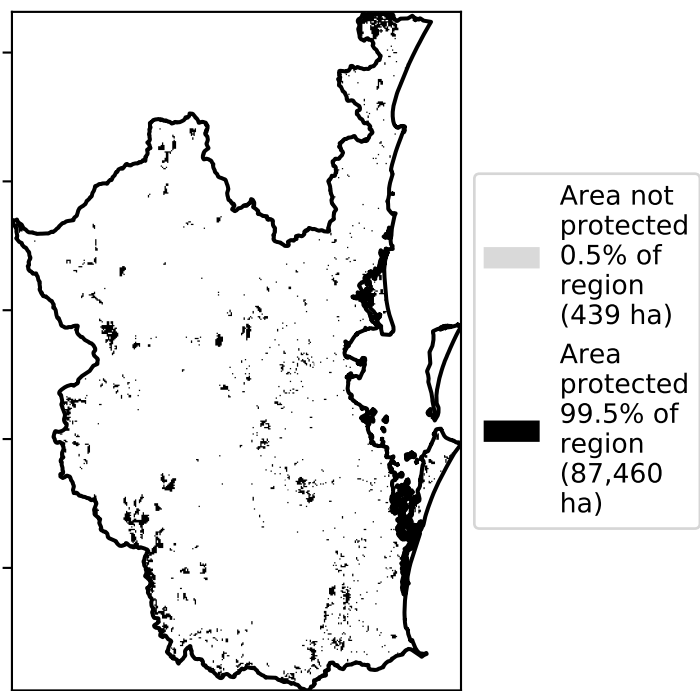 Area not
protected
0.5% of
region
(439 ha)
Area
protected
99.5% of
region
(87,460
ha)